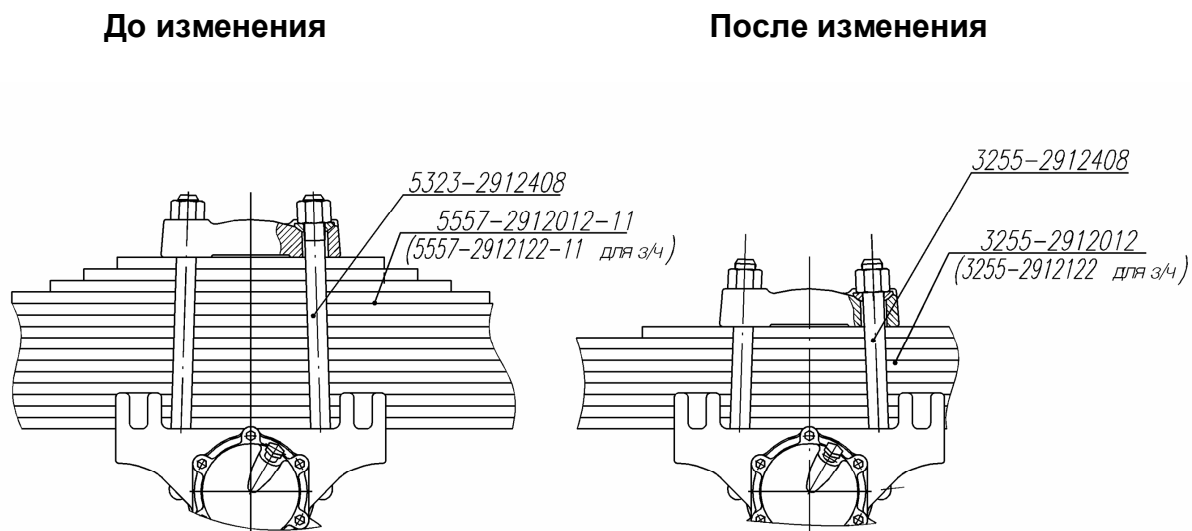 До изменения
После изменения
5323-2912408
5557-2912012-11
(5557-2912122-11 для з/ч)
3255-2912408
3255-2912012
(3255-2912122 для з/ч)